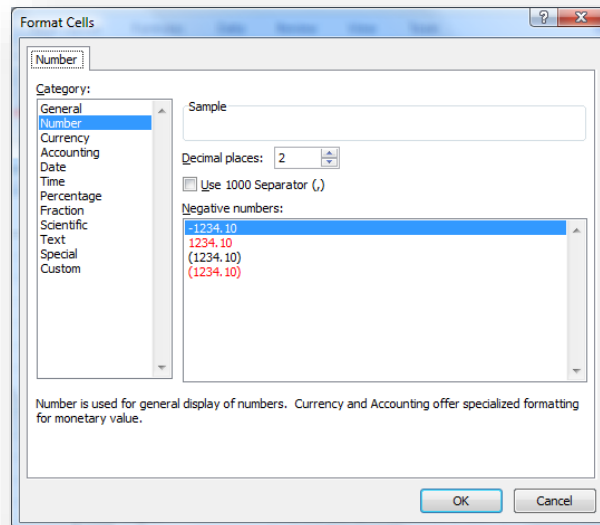 Format Cells
Number
Category:
General
Number
Currency
Accounting
Date
Time
Percentage
Fraction
Scientific
Text
Special
Custom
Sample
Decimal places: 2
Use 1000 Separator (,)
Negative numbers:
-1234.10
1234.10
(1234.10)
(1234.10)
Number is used for general display of numbers. Currency and Accounting offer specialized formatting
for monetary value.
OK Cancel